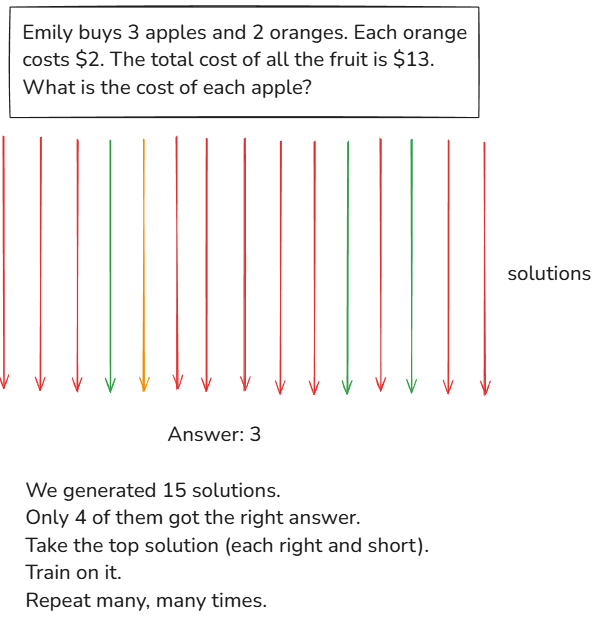 Emily buys 3 apples and 2 oranges. Each orange
costs $2. The total cost of all the fruit is $13.
What is the cost of each apple?
solutions
Answer: 3
We generated 15 solutions.
Only 4 of them got the right answer.
Take the top solution (each right and short).
Train on it.
Repeat many, many times.